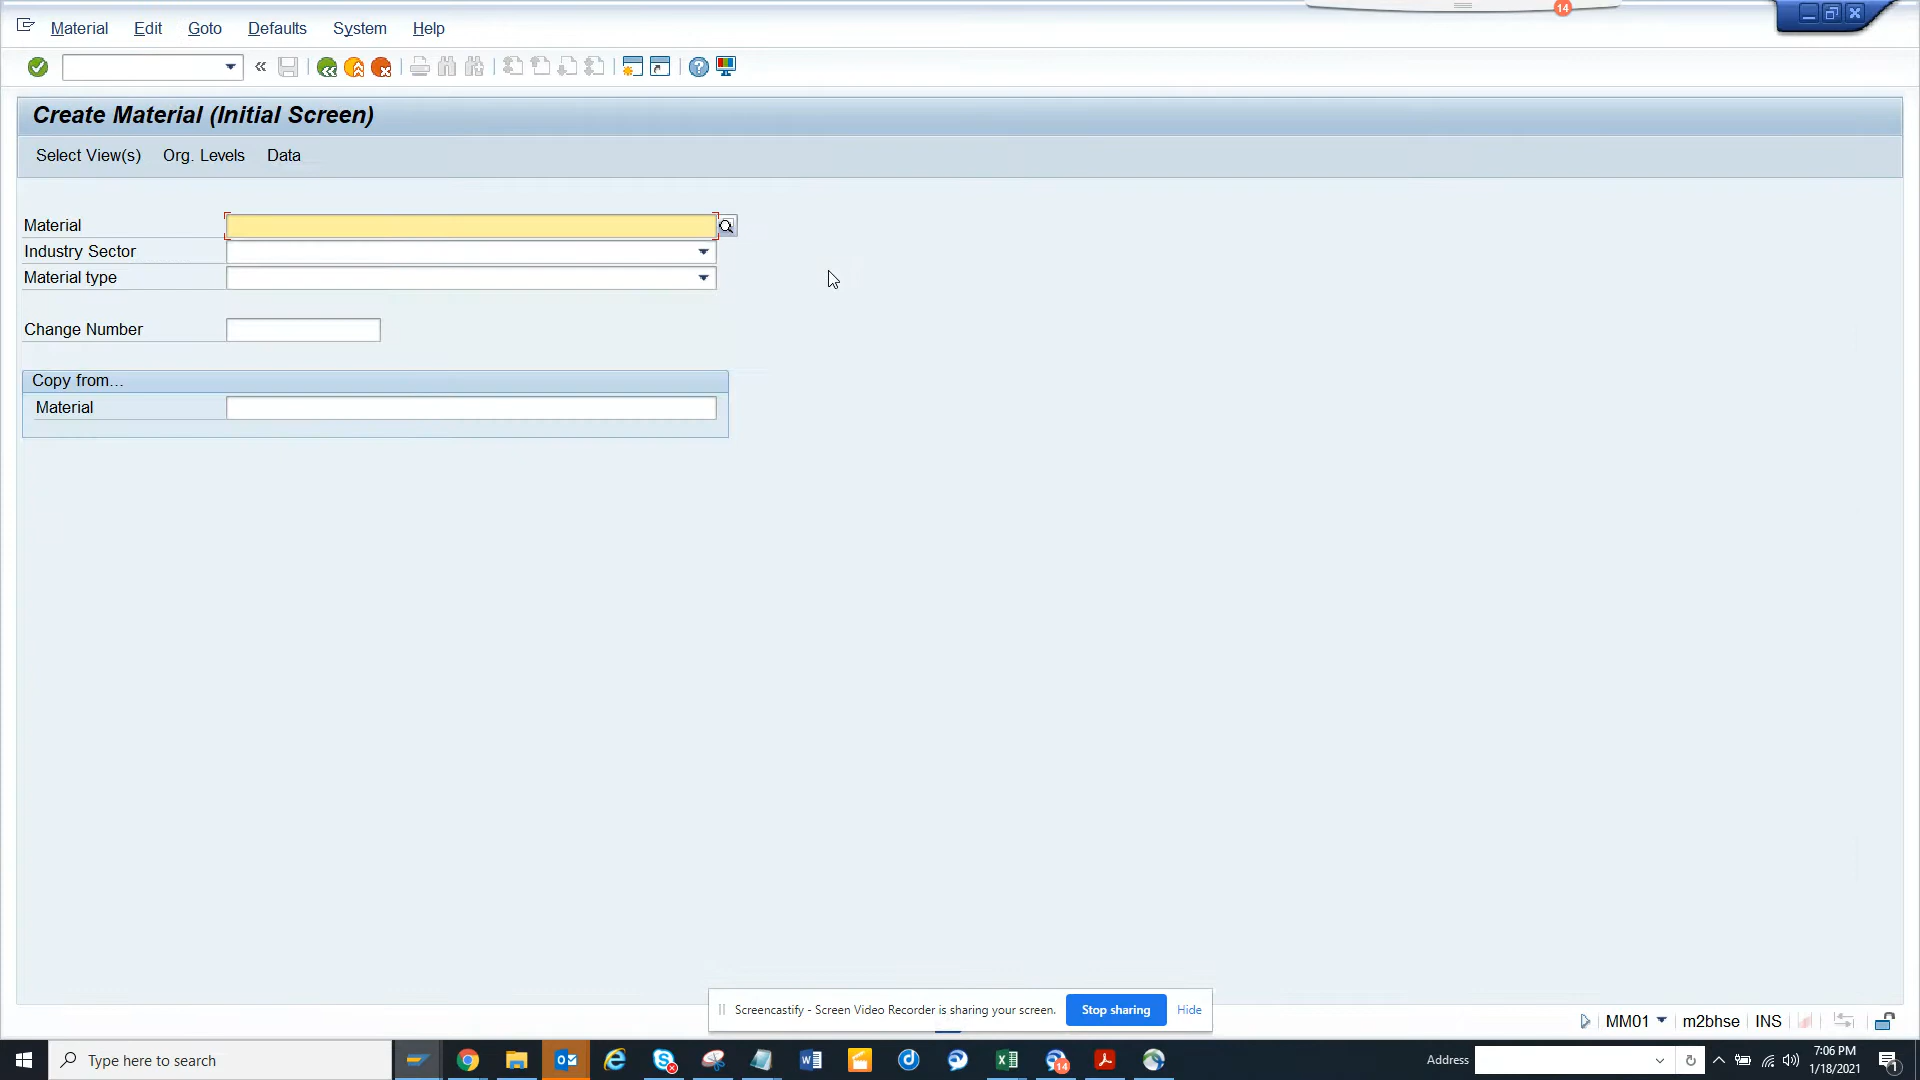 Material Edit Goto Defaults System Help
14
Create Material (Initial Screen)
Select View(s) Org. Levels Data
Material
Industry Sector
Material type
Change Number
Copy from...
Material
Screencastify - Screen Video Recorder is sharing your screen. Stop sharing Hide
MM01 m2bhse INS
Type here to search
14
Address
7:06 PM
1/18/2021
1